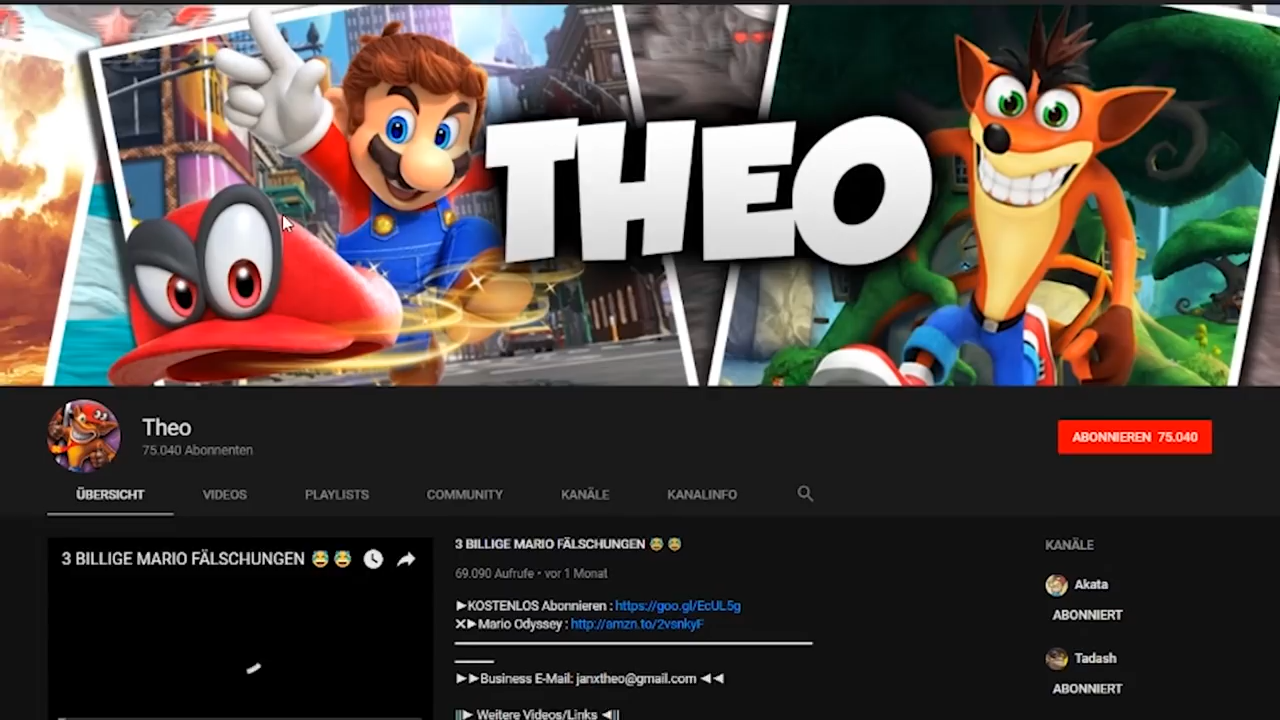 THEO
Theo
75.040 Abonnenten
ABONNIEREN 75.040
ÜBERSICHT VIDEOS PLAYLISTS COMMUNITY KANÄLE KANALINFO
3 BILLIGE MARIO FÄLSCHUNGEN 😂 😂
3 BILLIGE MARIO FÄLSCHUNGEN 😂 😂
69.090 Aufrufe • vor 1 Monat
►KOSTENLOS Abonnieren : https://goo.gl/EcUL5g
✕►Mario Odyssey : http://amzn.to/2vsnkyF
►►Business E-Mail: janxtheo@gmail.com ◄◄
||► Weitere Videos/Links ◄||
KANÄLE
Akata
ABONNIERT
Tadash
ABONNIERT